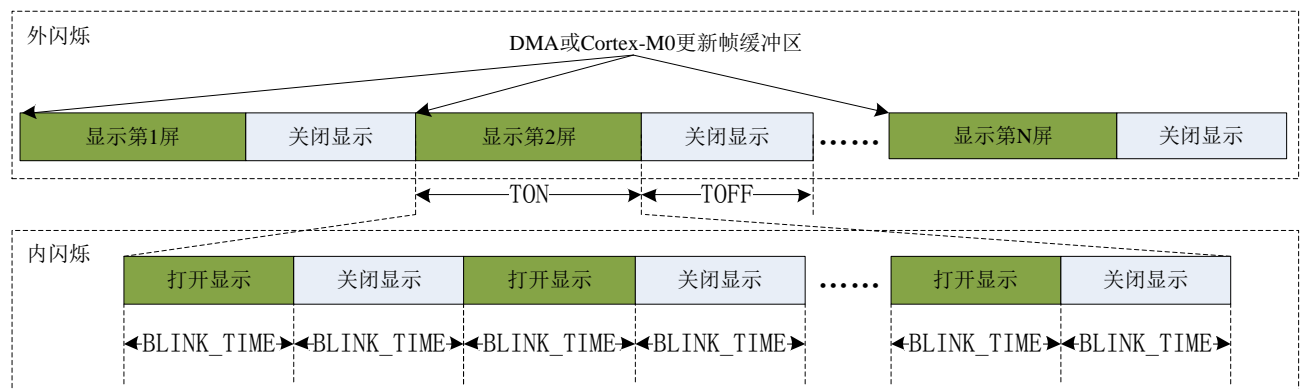 外闪烁
DMA或Cortex-M0更新帧缓冲区
显示第1屏 关闭显示 显示第2屏 关闭显示 …… 显示第N屏 关闭显示
TON TOFF
内闪烁
打开显示 关闭显示 打开显示 关闭显示 …… 打开显示 关闭显示
BLINK_TIME BLINK_TIME BLINK_TIME BLINK_TIME BLINK_TIME BLINK_TIME